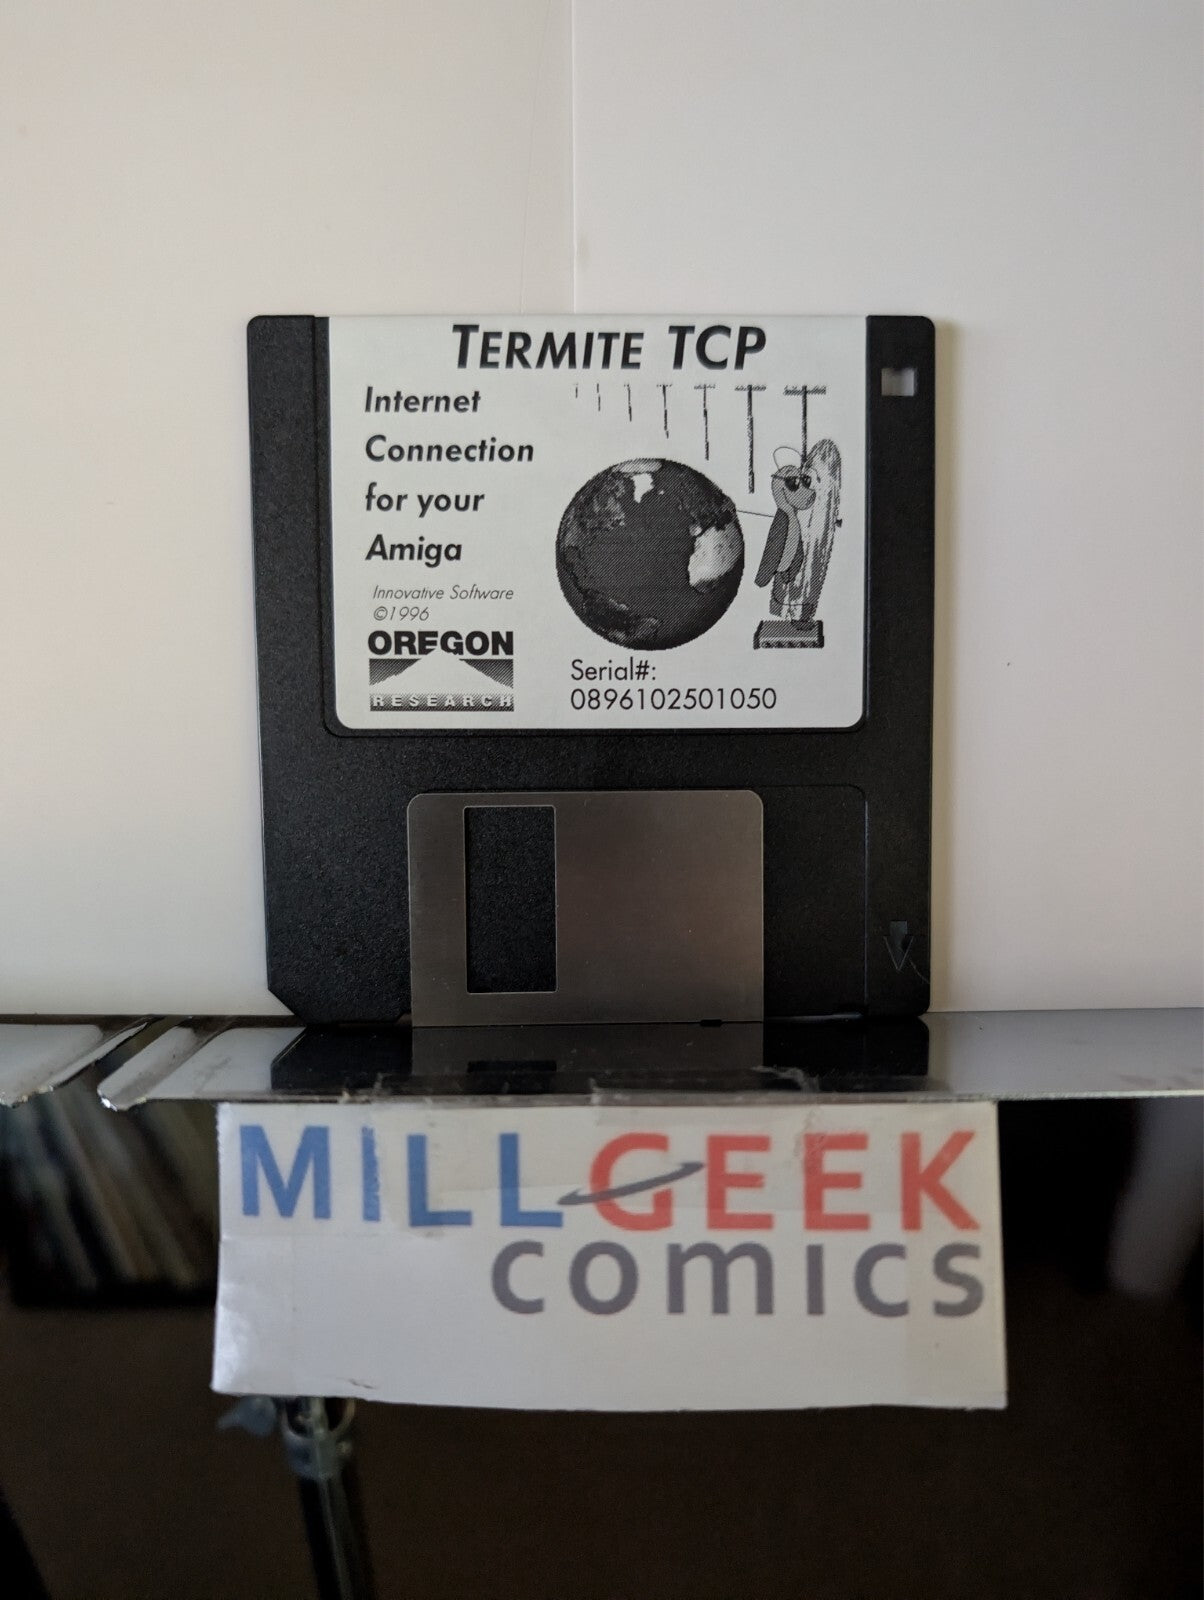 TERMITE TCP
Internet
Connection
for your
Amiga
Innovative Software
©1996
OREGON
RESEARCH
Serial#:
0896102501050
MILLGEEK
comics